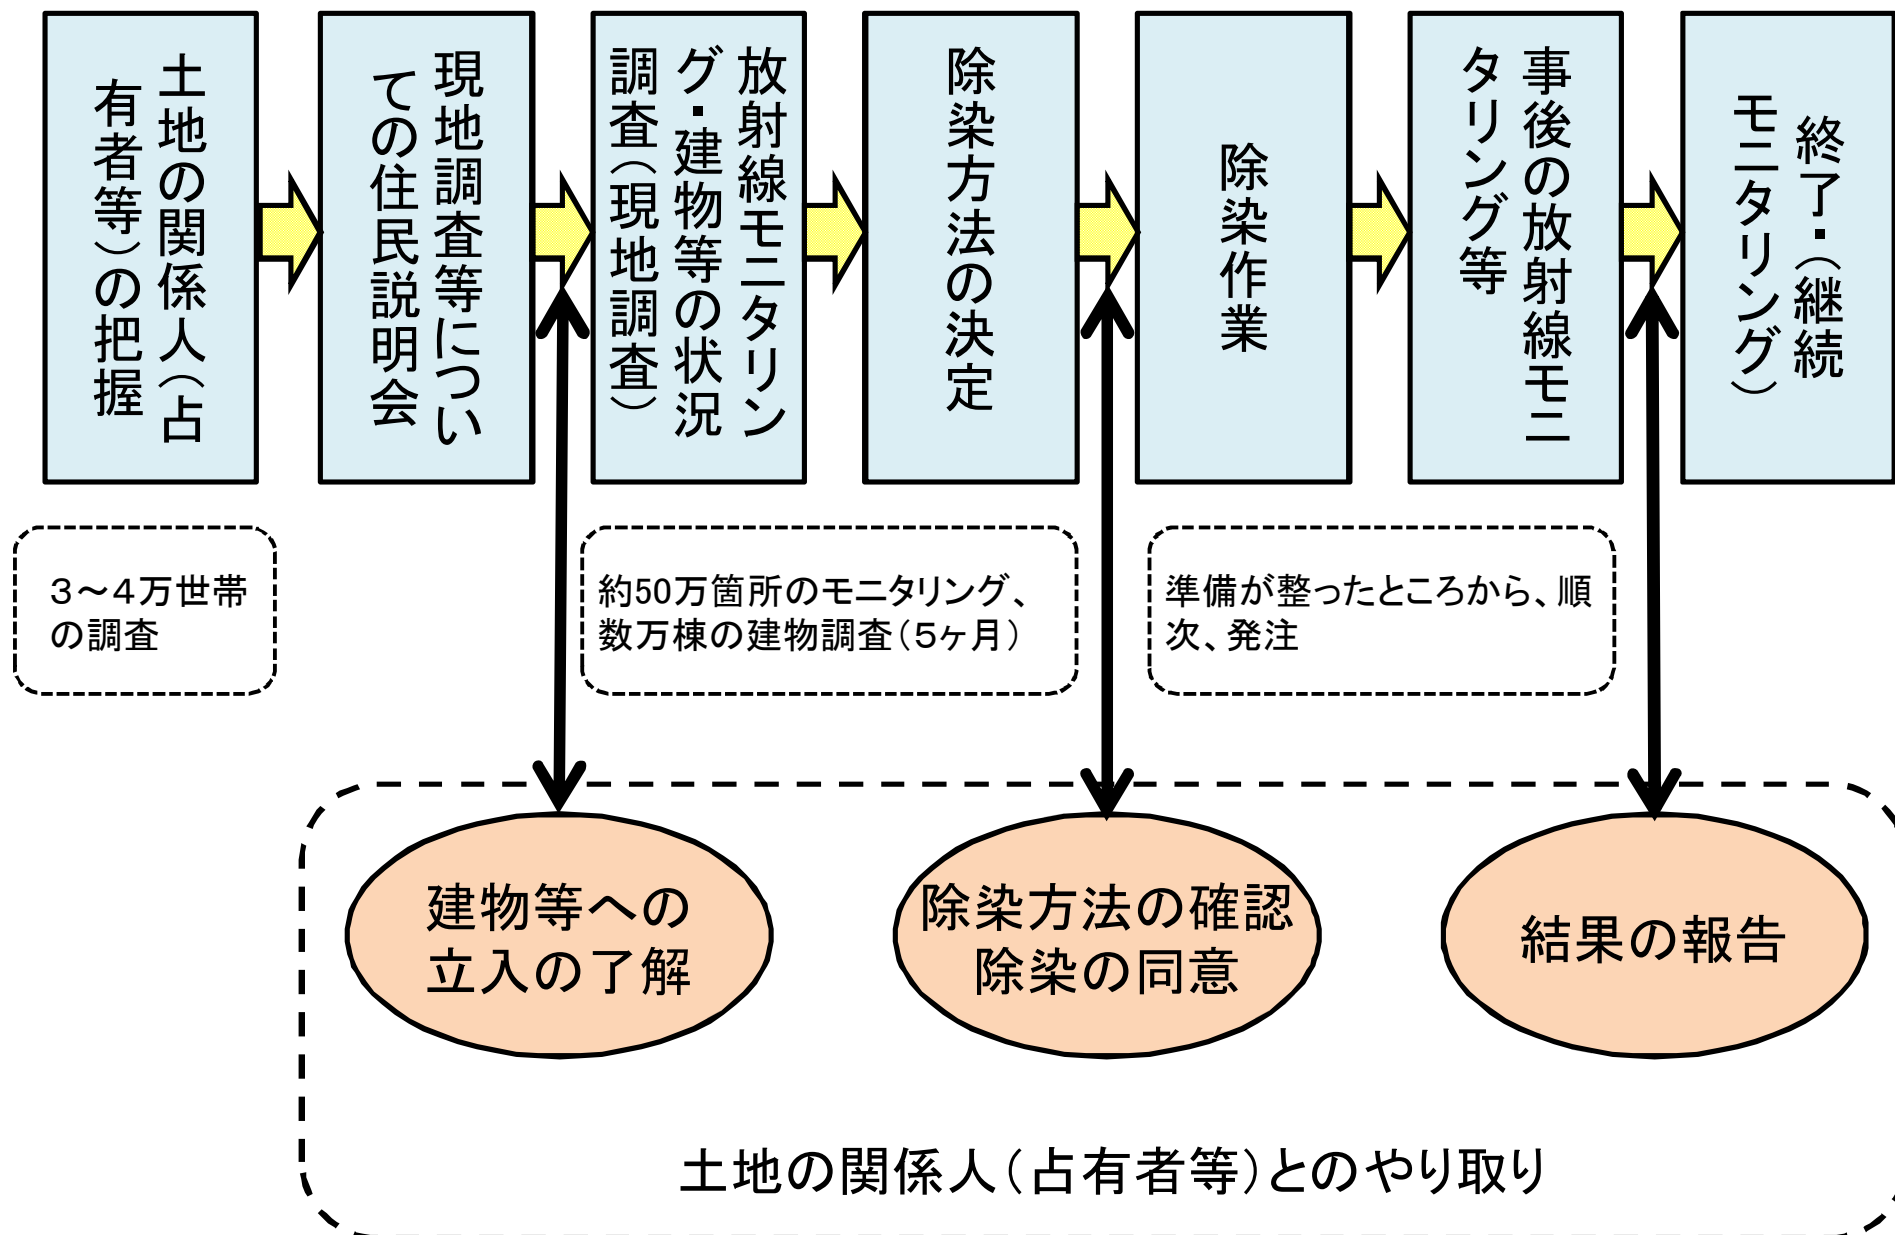 土地の関係人（占
有者等）の把握
現地調査等につい
ての住民説明会
放射線モニタリン
グ・建物等の状況
調査（現地調査）
除染方法の決定
除染作業
事後の放射線モニ
タリング等
終了・（継続
モニタリング）
３～４万世帯
の調査
約50万箇所のモニタリング、
数万棟の建物調査（５ヶ月）
準備が整ったところから、順
次、発注
建物等への
立入の了解
除染方法の確認
除染の同意
結果の報告
土地の関係人（占有者等）とのやり取り